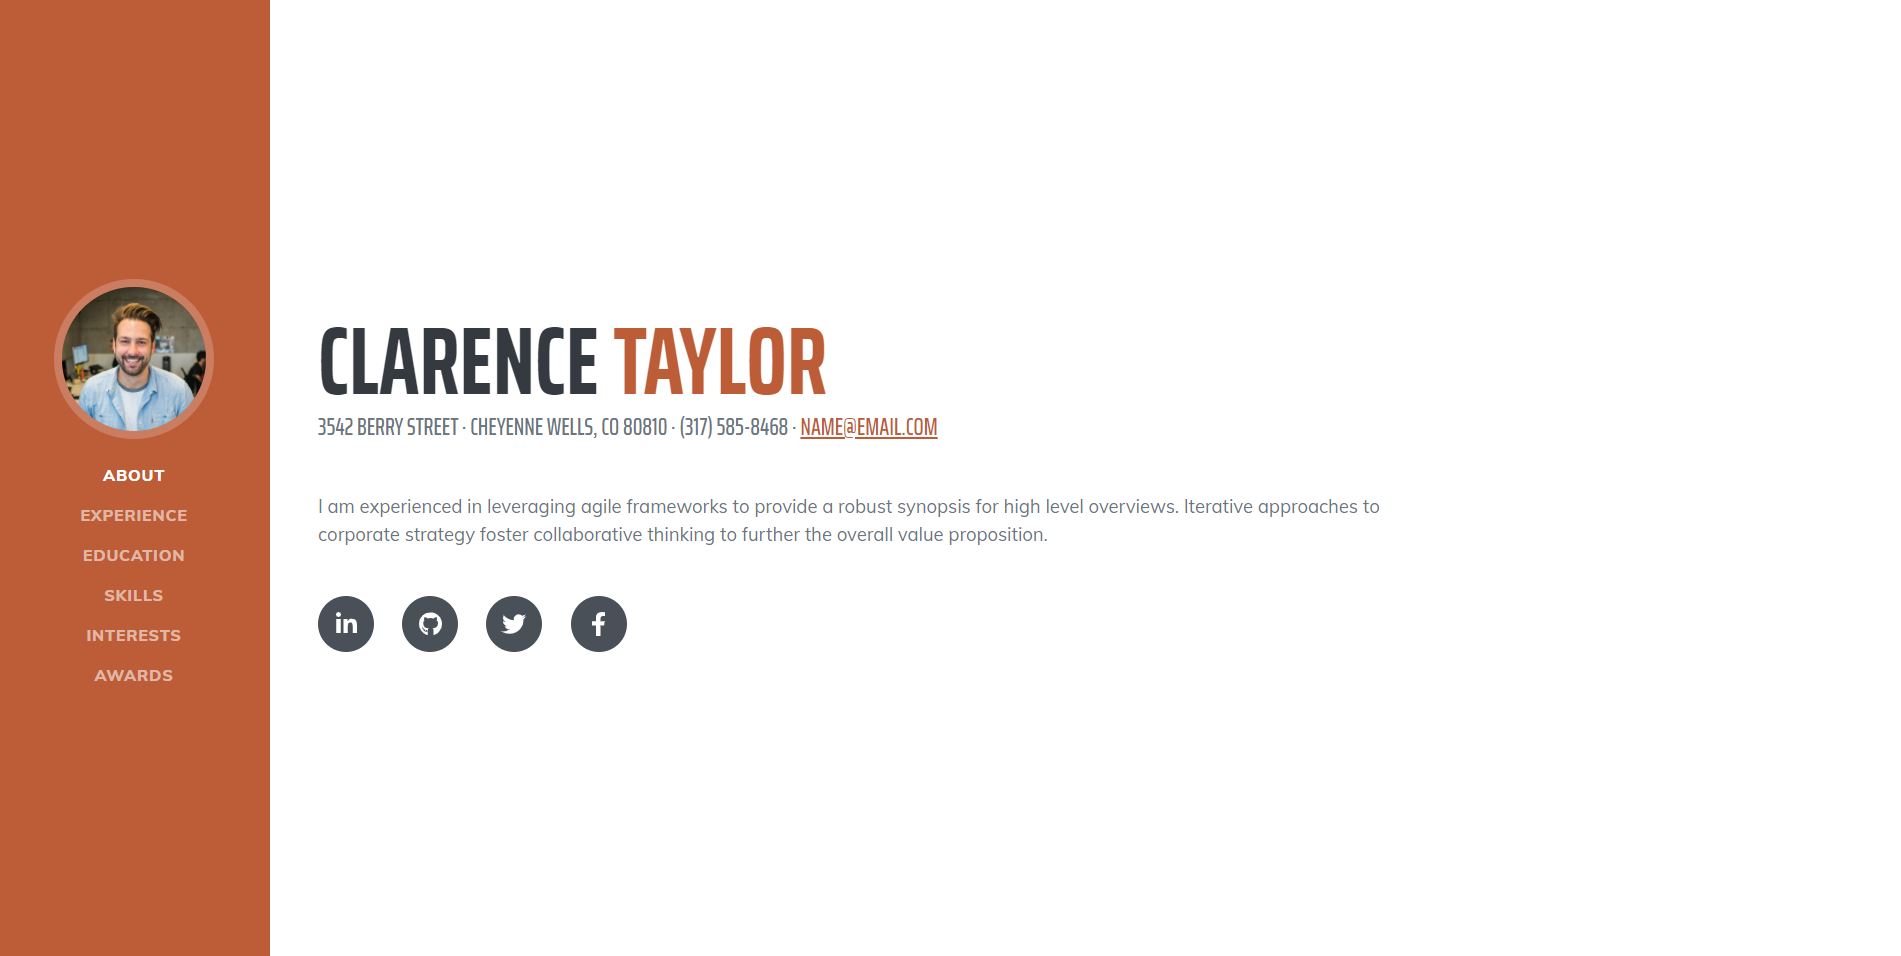 ABOUT
EXPERIENCE
EDUCATION
SKILLS
INTERESTS
AWARDS
CLARENCE TAYLOR
3542 BERRY STREET · CHEYENNE WELLS, CO 80810 · (317) 585-8468 · NAME@EMAIL.COM
I am experienced in leveraging agile frameworks to provide a robust synopsis for high level overviews. Iterative approaches to
corporate strategy foster collaborative thinking to further the overall value proposition.
in